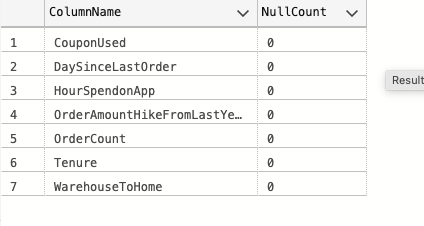 ColumnName NullCount
1 CouponUsed 0
2 DaySinceLastOrder 0
3 HourSpendonApp 0
4 OrderAmountHikeFromLastYe… 0
5 OrderCount 0
6 Tenure 0
7 WarehouseToHome 0
Result